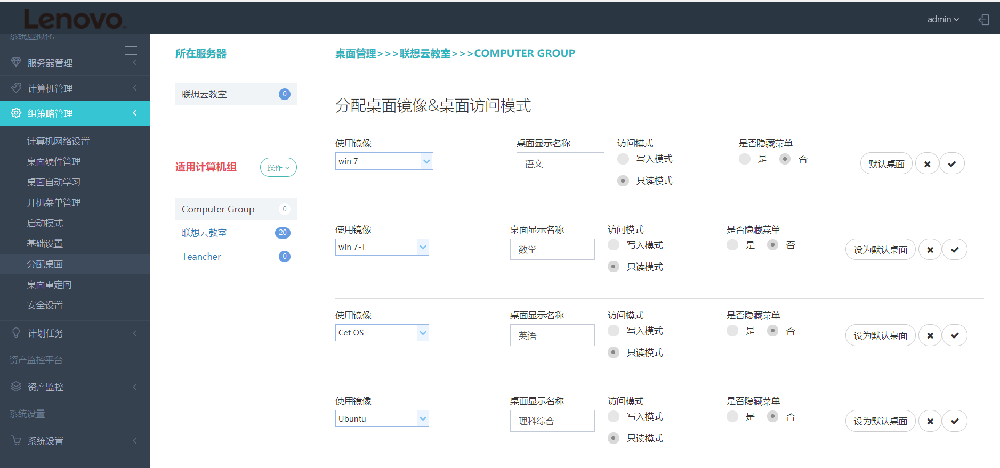 Lenovo™
admin
系统虚拟化
服务器管理
计算机管理
组策略管理
计算机网络设置
桌面硬件管理
桌面自动学习
开机菜单管理
启动模式
基础设置
分配桌面
桌面重定向
安全设置
计划任务
资产监控平台
资产监控
系统设置
系统设置
所在服务器
联想云教室 0
适用计算机组 操作
Computer Group 0
联想云教室 20
Teancher 0
桌面管理>>>联想云教室>>>COMPUTER GROUP
分配桌面镜像&桌面访问模式
使用镜像 桌面显示名称 访问模式 是否隐藏菜单
win 7 语文 写入模式 是 否 默认桌面
只读模式
使用镜像 桌面显示名称 访问模式 是否隐藏菜单
win 7-T 数学 写入模式 是 否 设为默认桌面
只读模式
使用镜像 桌面显示名称 访问模式 是否隐藏菜单
Cet OS 英语 写入模式 是 否 设为默认桌面
只读模式
使用镜像 桌面显示名称 访问模式 是否隐藏菜单
Ubuntu 理科综合 写入模式 是 否 设为默认桌面
只读模式